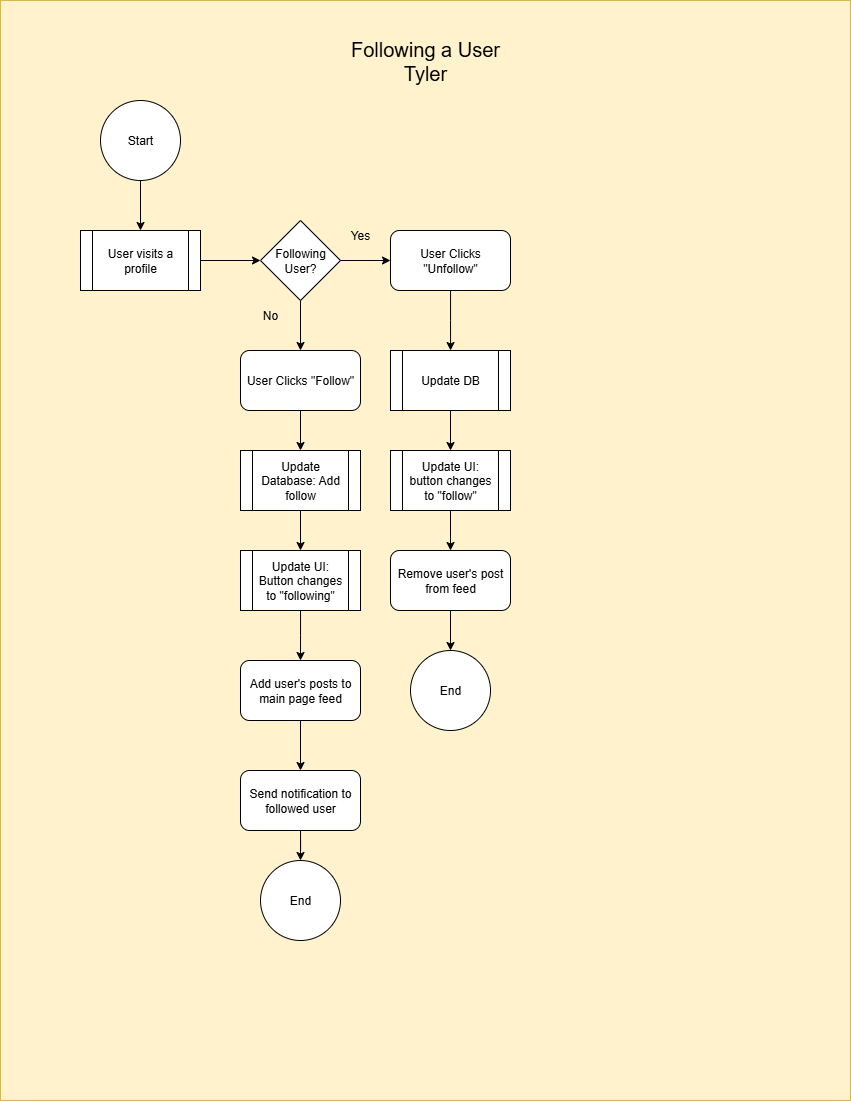 Following a User
Tyler
Start
User visits a
profile
Following
User?
Yes
User Clicks
"Unfollow"
No
User Clicks "Follow"
Update DB
Update
Database: Add
follow
Update UI:
button changes
to "follow"
Update UI:
Button changes
to "following"
Remove user's post
from feed
Add user's posts to
main page feed
End
Send notification to
followed user
End